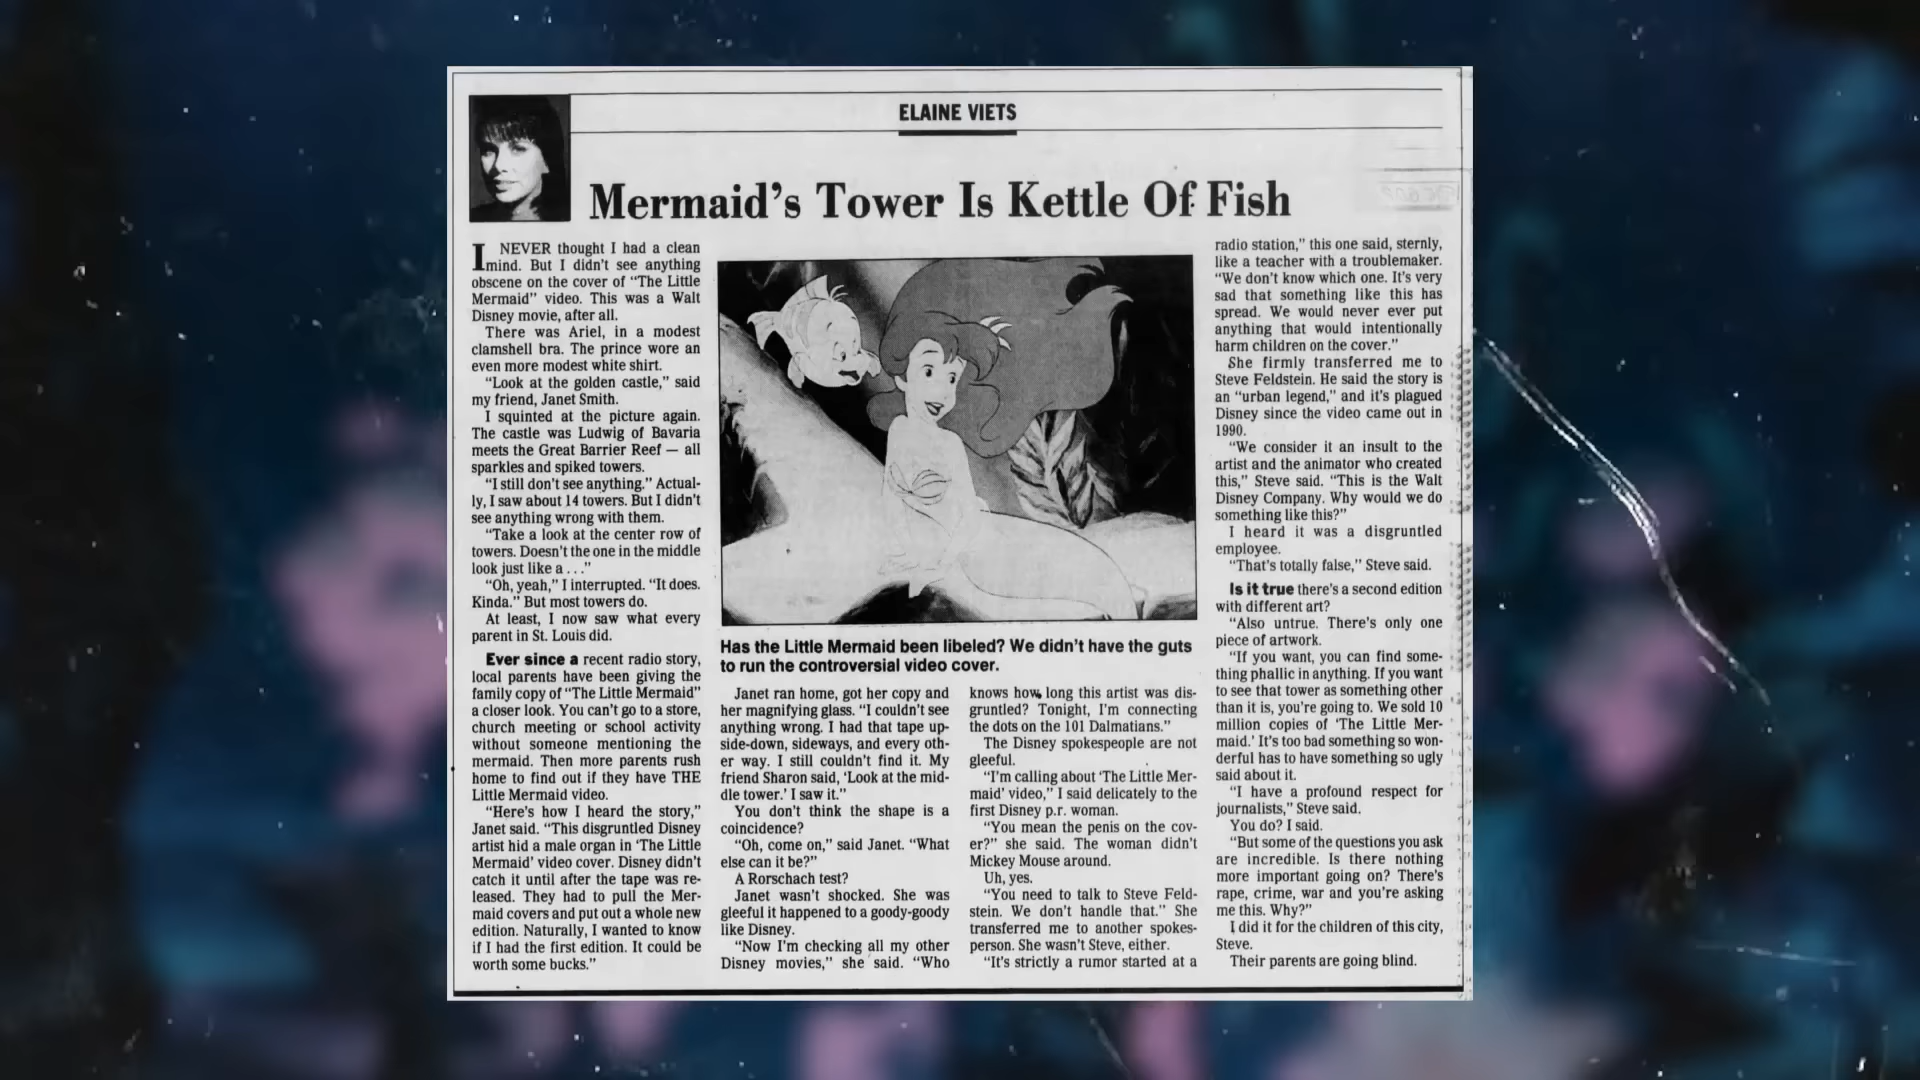 ELAINE VIETS
Mermaid's Tower Is Kettle Of Fish
I NEVER thought I had a clean
mind. But I didn't see anything
obscene on the cover of "The Little
Mermaid" video. This was a Walt
Disney movie, after all.
There was Ariel, in a modest
clamshell bra. The prince wore an
even more modest white shirt.
"Look at the golden castle," said
my friend, Janet Smith.
I squinted at the picture again.
The castle was Ludwig of Bavaria
meets the Great Barrier Reef — all
sparkles and spiked towers.
"I still don't see anything." Actual-
ly, I saw about 14 towers. But I didn't
see anything wrong with them.
"Take a look at the center row of
towers. Doesn't the one in the middle
look just like a . . ."
"Oh, yeah," I interrupted. "It does.
Kinda." But most towers do.
At least, I now saw what every
parent in St. Louis did.
Ever since a recent radio story,
local parents have been giving the
family copy of "The Little Mermaid"
a closer look. You can't go to a store,
church meeting or school activity
without someone mentioning the
mermaid. Then more parents rush
home to find out if they have THE
Little Mermaid video.
"Here's how I heard the story,"
Janet said. "This disgruntled Disney
artist hid a male organ in 'The Little
Mermaid' video cover. Disney didn't
catch it until after the tape was re-
leased. They had to pull the Mer-
maid covers and put out a whole new
edition. Naturally, I wanted to know
if I had the first edition. It could be
worth some bucks."
Has the Little Mermaid been libeled? We didn't have the guts
to run the controversial video cover.
Janet ran home, got her copy and
her magnifying glass. "I couldn't see
anything wrong. I had that tape up-
side-down, sideways, and every oth-
er way. I still couldn't find it. My
friend Sharon said, 'Look at the mid-
dle tower.' I saw it."
You don't think the shape is a
coincidence?
"Oh, come on," said Janet. "What
else can it be?"
A Rorschach test?
Janet wasn't shocked. She was
gleeful it happened to a goody-goody
like Disney.
"Now I'm checking all my other
Disney movies," she said. "Who
knows how long this artist was dis-
gruntled? Tonight, I'm connecting
the dots on the 101 Dalmatians."
The Disney spokespeople are not
gleeful.
"I'm calling about 'The Little Mer-
maid' video," I said delicately to the
first Disney p.r. woman.
"You mean the penis on the cov-
er?" she said. The woman didn't
Mickey Mouse around.
Uh, yes.
"You need to talk to Steve Feld-
stein. We don't handle that." She
transferred me to another spokes-
person. She wasn't Steve, either.
"It's strictly a rumor started at a
radio station," this one said, sternly,
like a teacher with a troublemaker.
"We don't know which one. It's very
sad that something like this has
spread. We would never ever put
anything that would intentionally
harm children on the cover."
She firmly transferred me to
Steve Feldstein. He said the story is
an "urban legend," and it's plagued
Disney since the video came out in
1990.
"We consider it an insult to the
artist and the animator who created
this," Steve said. "This is the Walt
Disney Company. Why would we do
something like this?"
I heard it was a disgruntled
employee.
"That's totally false," Steve said.
Is it true there's a second edition
with different art?
"Also untrue. There's only one
piece of artwork.
"If you want, you can find some-
thing phallic in anything. If you want
to see that tower as something other
than it is, you're going to. We sold 10
million copies of 'The Little Mer-
maid.' It's too bad something so won-
derful has to have something so ugly
said about it.
"I have a profound respect for
journalists," Steve said.
You do? I said.
"But some of the questions you ask
are incredible. Is there nothing
more important going on? There's
rape, crime, war and you're asking
me this. Why?"
I did it for the children of this city,
Steve.
Their parents are going blind.